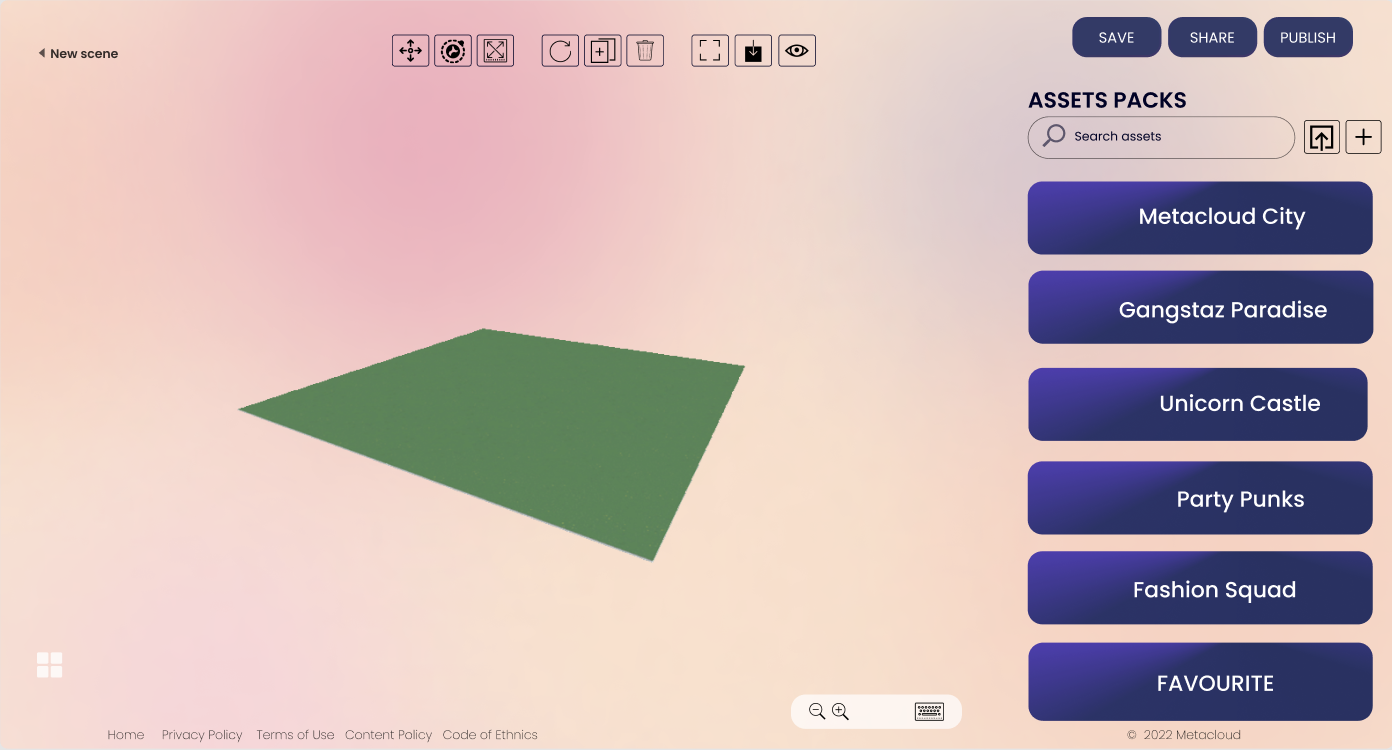 New scene
SAVE SHARE PUBLISH
ASSETS PACKS
Search assets
Metacloud City
Gangstaz Paradise
Unicorn Castle
Party Punks
Fashion Squad
FAVOURITE
Home Privacy Policy Terms of Use Content Policy Code of Ethnics
© 2022 Metacloud